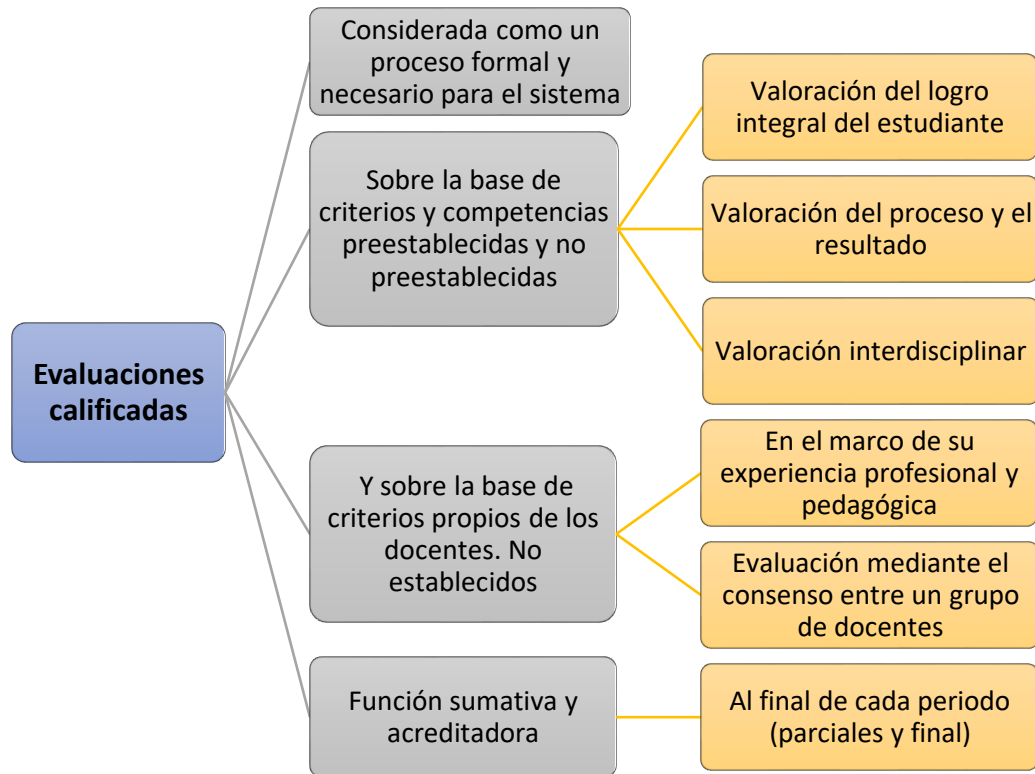 Evaluaciones
calificadas
Considerada como un
proceso formal y
necesario para el sistema
Sobre la base de
criterios y competencias
preestablecidas y no
preestablecidas
Valoración del logro
integral del estudiante
Valoración del proceso y el
resultado
Valoración interdisciplinar
Y sobre la base de
criterios propios de los
docentes. No
establecidos
En el marco de su
experiencia profesional y
pedagógica
Evaluación mediante el
consenso entre un grupo
de docentes
Función sumativa y
acreditadora
Al final de cada periodo
(parciales y final)